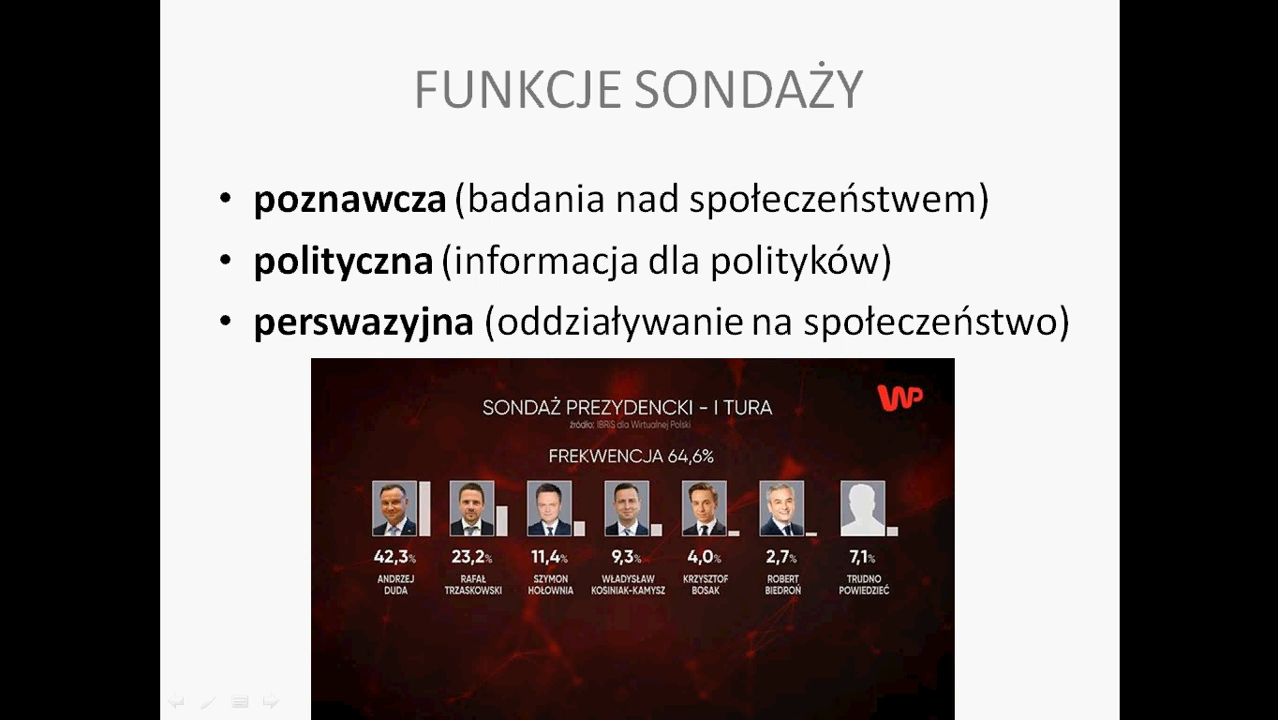 FUNKCJE SONDAŻY
• poznawcza (badania nad społeczeństwem)
• polityczna (informacja dla polityków)
• perswazyjna (oddziaływanie na społeczeństwo)
WP
SONDAŻ PREZYDENCKI - I TURA
źródło: IBRiS dla Wirtualnej Polski
FREKWENCJA 64,6%
42,3% 23,2% 11,4% 9,3% 4,0% 2,7% 7,1%
ANDRZEJ RAFAŁ SZYMON WŁADYSŁAW KRZYSZTOF ROBERT TRUDNO
DUDA TRZASKOWSKI HOŁOWNIA KOSINIAK-KAMYSZ BOSAK BIEDROŃ POWIEDZIEĆ